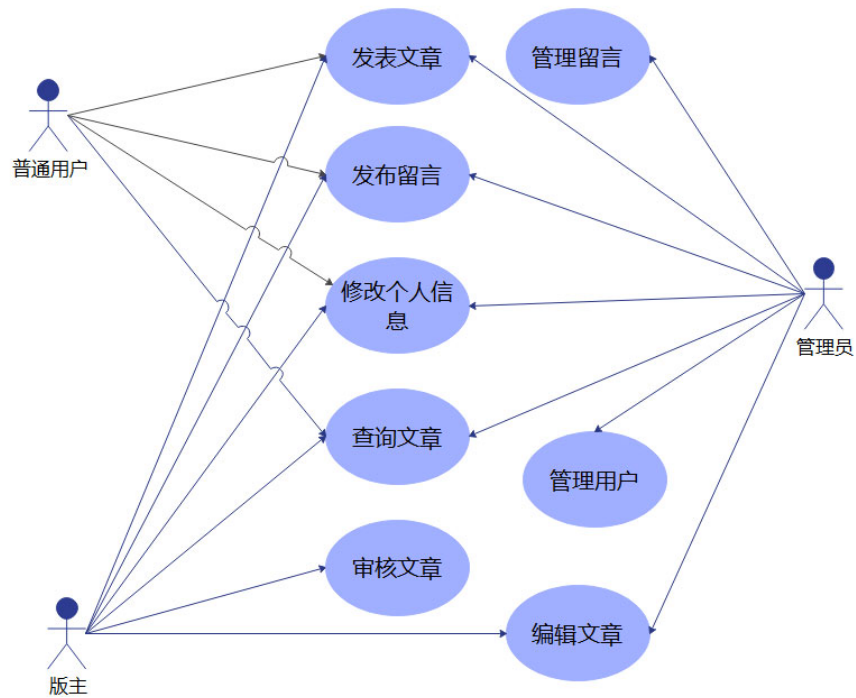 发表文章
管理留言
普通用户
发布留言
修改个人信
息
管理员
查询文章
管理用户
审核文章
编辑文章
版主